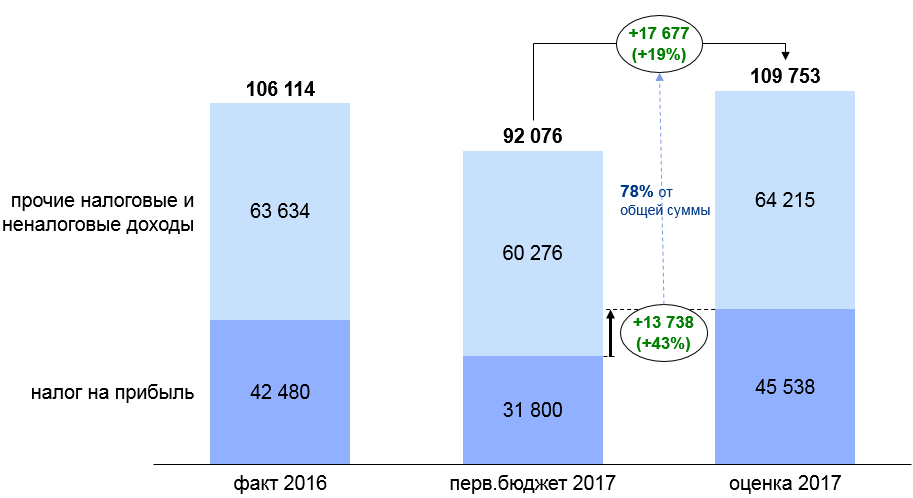 +17 677
(+19%)
106 114
92 076
109 753
прочие налоговые и
неналоговые доходы
63 634
60 276
64 215
78% от
общей суммы
+13 738
(+43%)
налог на прибыль
42 480
31 800
45 538
факт 2016
перв.бюджет 2017
оценка 2017